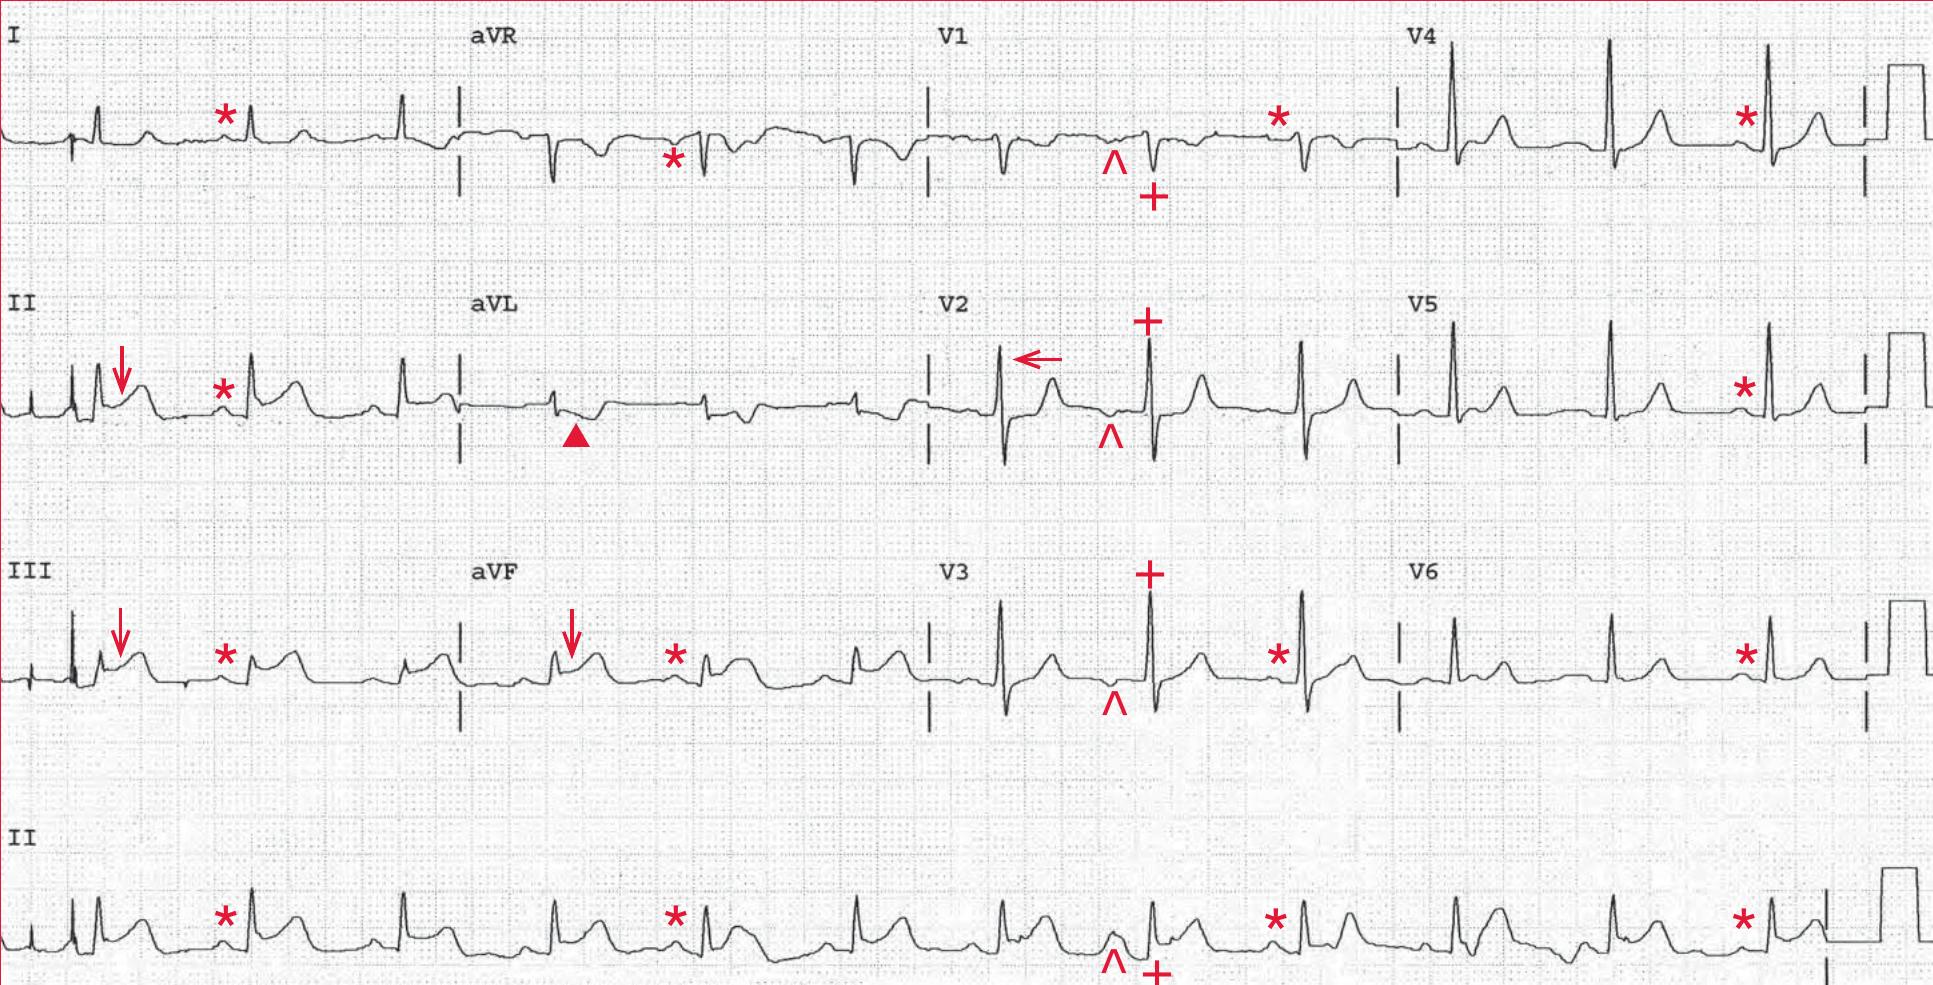 I aVR V1 V4
* * ^ + * *
II aVL V2 V5
* + ^ *
III aVF V3 V6
* * + ^ * *
II
* * ^ + * *